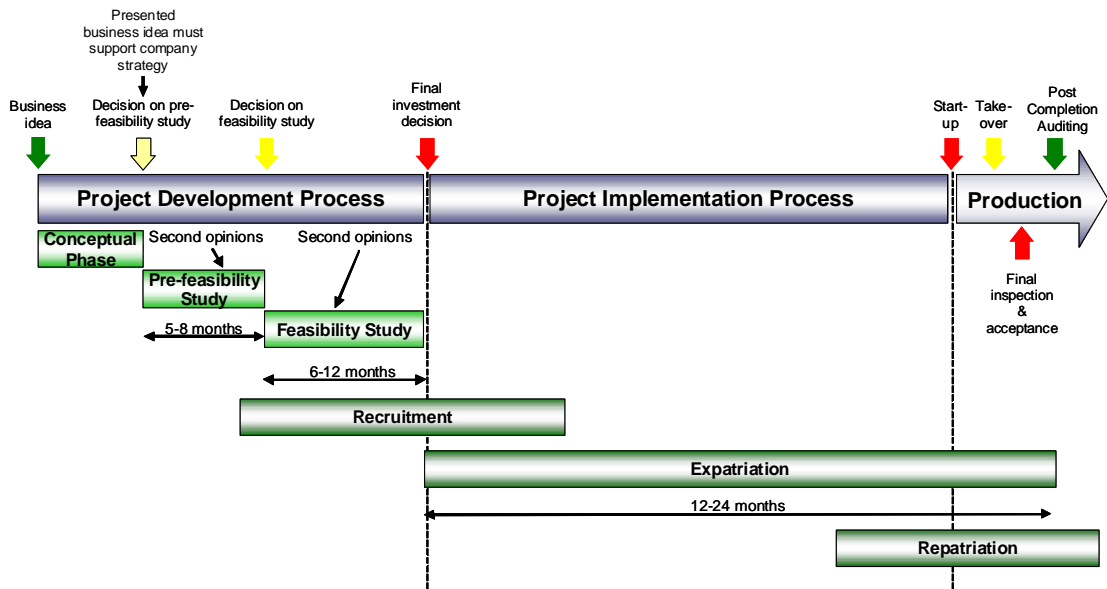 Presented
business idea must
support company
strategy
Business
idea
Decision on pre-
feasibility study
Decision on
feasibility study
Final
investment
decision
Start-
up
Take-
over
Post
Completion
Auditing
Project Development Process
Project Implementation Process
Production
Conceptual
Phase
Second opinions
Second opinions
Pre-feasibility
Study
Feasibility Study
Final
inspection
&
acceptance
5-8 months
6-12 months
Recruitment
Expatriation
12-24 months
Repatriation